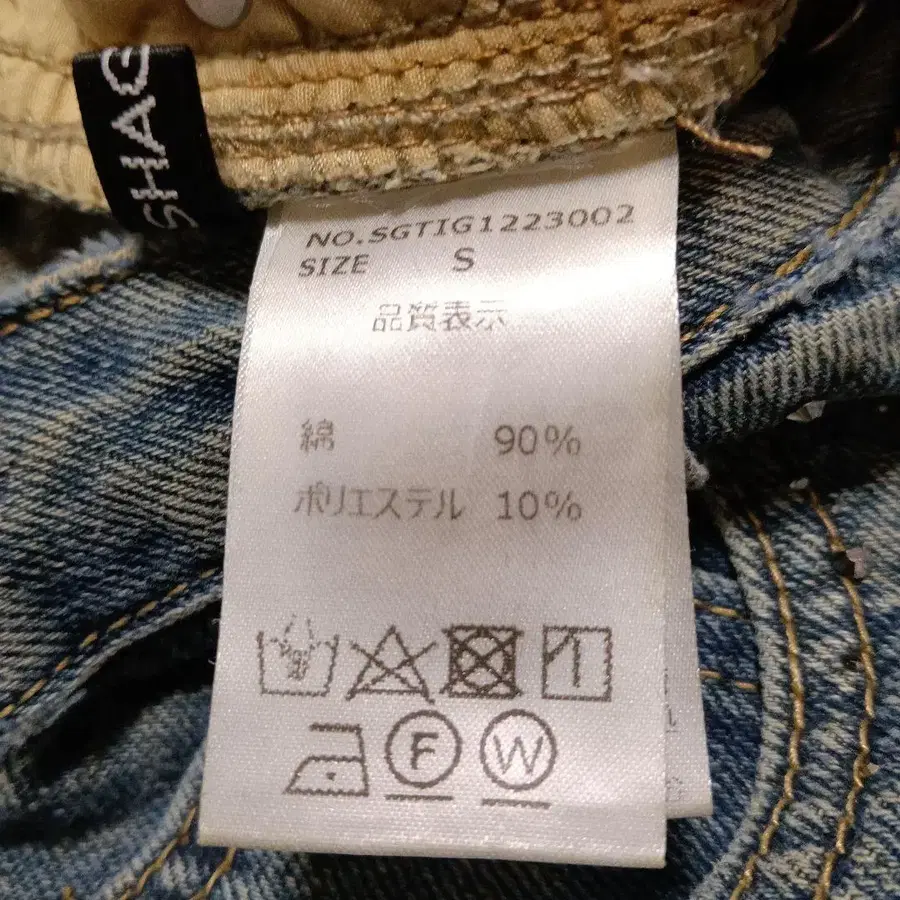 SHAG
NO.SGTIG1223002
SIZE S
品質表示
綿 90%
ポリエステル 10%
F W